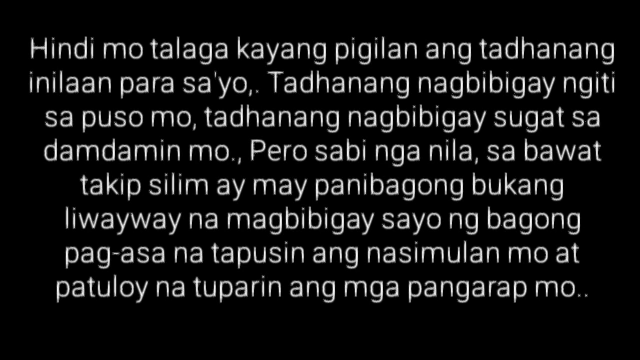 Hindi mo talaga kayang pigilan ang tadhanang
inilaan para sa'yo,. Tadhanang nagbibigay ngiti
sa puso mo, tadhanang nagbibigay sugat sa
damdamin mo., Pero sabi nga nila, sa bawat
takip silim ay may panibagong bukang
liwayway na magbibigay sayo ng bagong
pag-asa na tapusin ang nasimulan mo at
patuloy na tuparin ang mga pangarap mo..